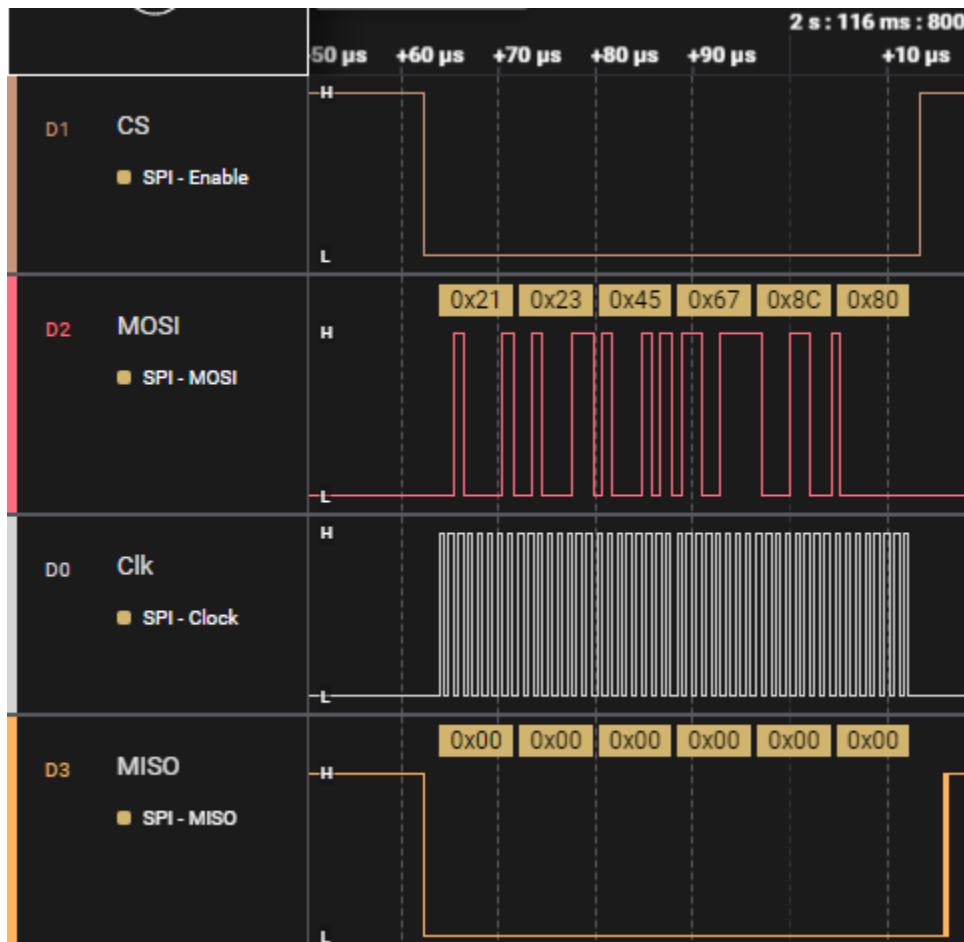 2 s : 116 ms : 800
50 µs +60 µs +70 µs +80 µs +90 µs +10 µs
D1 CS
SPI - Enable
H
L
0x21 0x23 0x45 0x67 0x8C 0x80
D2 MOSI
SPI - MOSI
H
L
D0 Clk
SPI - Clock
H
L
0x00 0x00 0x00 0x00 0x00 0x00
D3 MISO
SPI - MISO
H
L